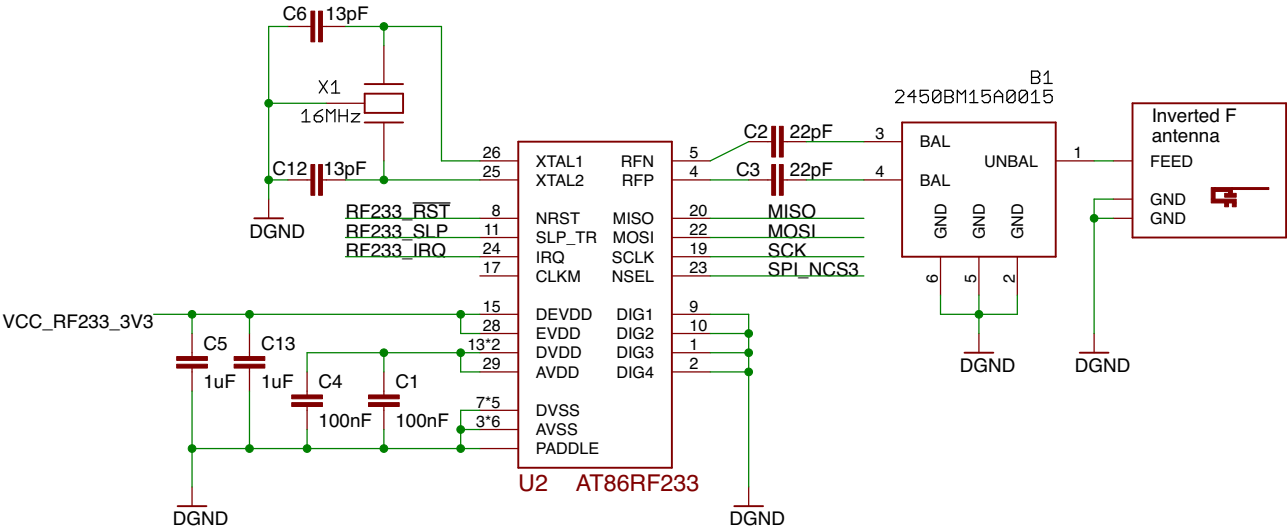 C6 13pF
X1
16MHz
C12 13pF
DGND
B1
2450BM15A0015
C2 22pF
C3 22pF
3 BAL
4 BAL
UNBAL 1
GND GND GND
6 5 2
DGND
Inverted F
antenna
FEED
GND
GND
DGND
26 XTAL1 RFN 5
25 XTAL2 RFP 4
RF233_RST 8 NRST MISO 20 MISO
RF233_SLP 11 SLP_TR MOSI 22 MOSI
RF233_IRQ 24 IRQ SCLK 19 SCK
17 CLKM NSEL 23 SPI_NCS3
VCC_RF233_3V3
15 DEVDD DIG1 9
28 EVDD DIG2 10
13*2 DVDD DIG3 1
29 AVDD DIG4 2
7*5 DVSS
3*6 AVSS
PADDLE
C5
1uF
C13
1uF
C4
100nF
C1
100nF
U2 AT86RF233
DGND
DGND